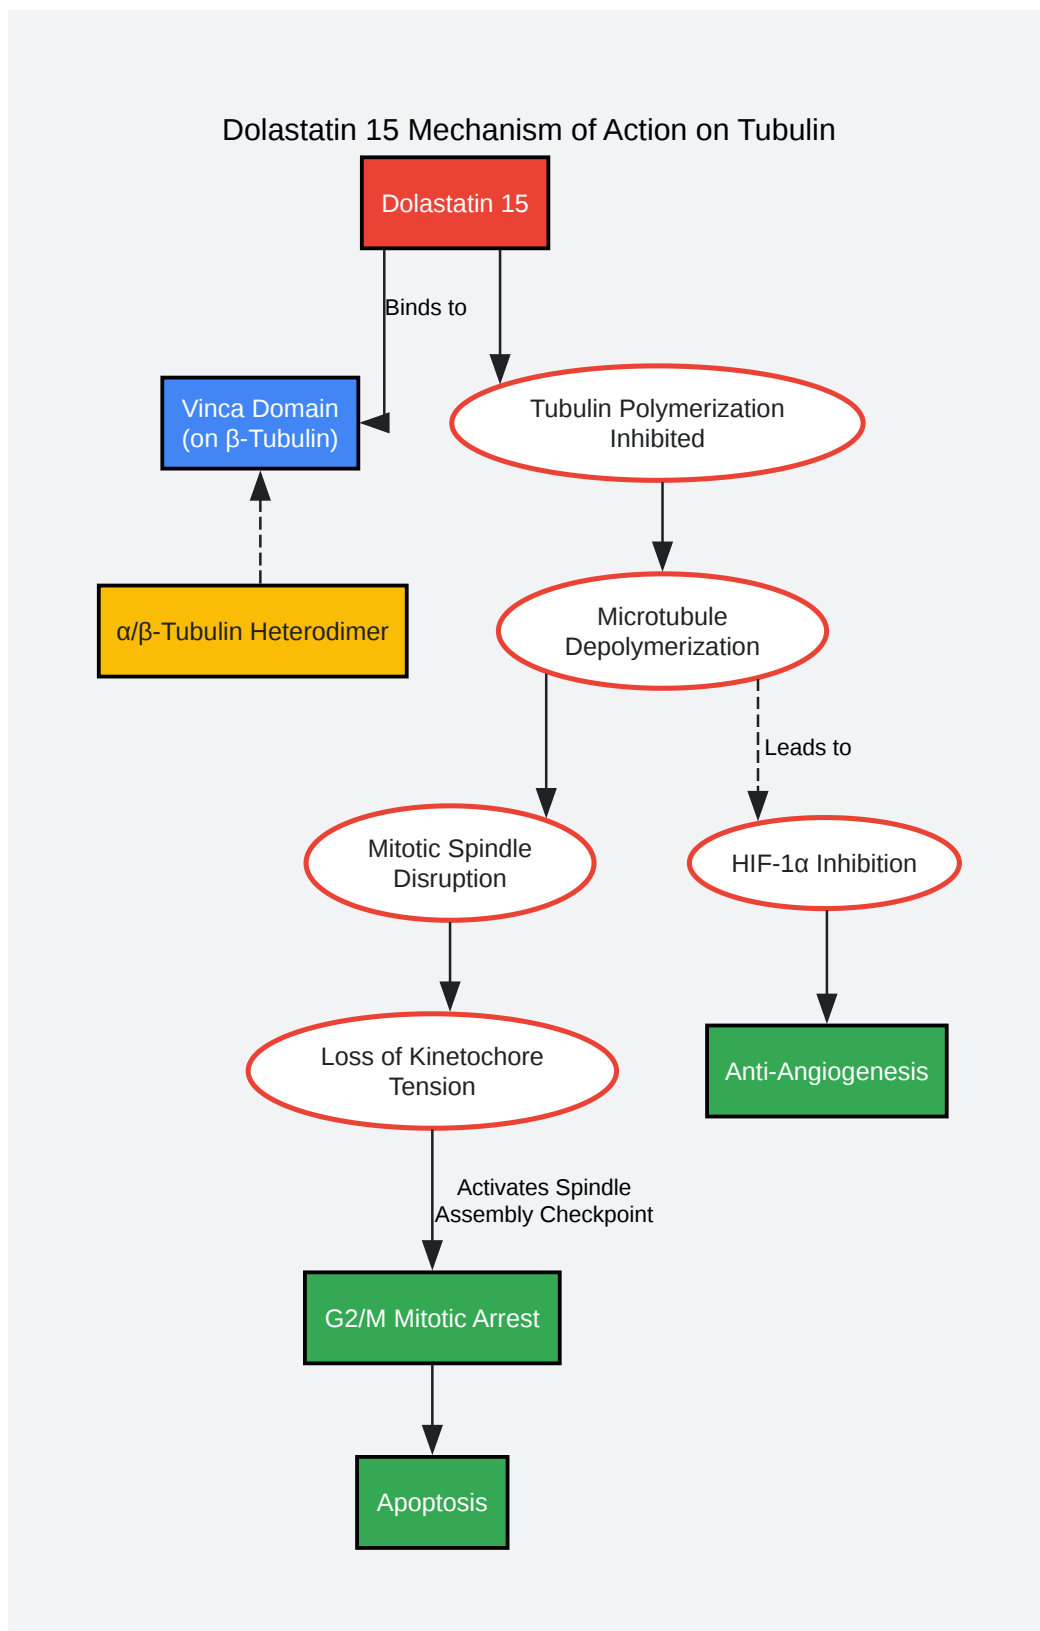 Dolastatin 15 Mechanism of Action on Tubulin
Dolastatin 15
Binds to
Vinca Domain
(on β-Tubulin)
Tubulin Polymerization
Inhibited
α/β-Tubulin Heterodimer
Microtubule
Depolymerization
Leads to
Mitotic Spindle
Disruption
HIF-1α Inhibition
Loss of Kinetochore
Tension
Anti-Angiogenesis
Activates Spindle
Assembly Checkpoint
G2/M Mitotic Arrest
Apoptosis